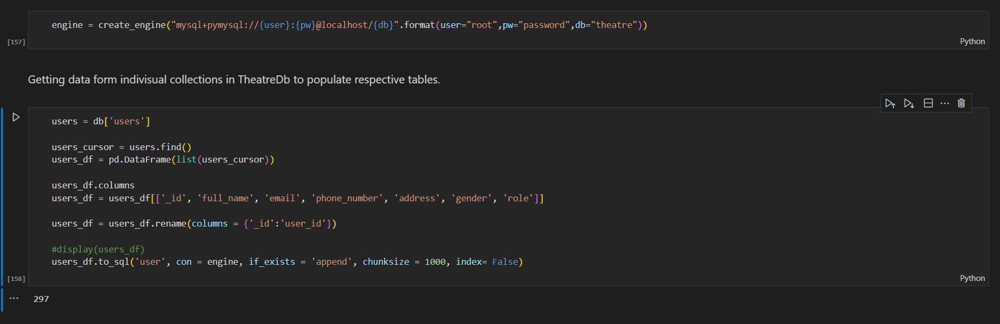 engine = create_engine("mysql+pymysql://{user}:{pw}@localhost/{db}".format(user="root",pw="password",db="theatre"))
[157]
Python
Getting data form indivisual collections in TheatreDb to populate respective tables.
users = db['users']
users_cursor = users.find()
users_df = pd.DataFrame(list(users_cursor))
users_df.columns
users_df = users_df[['_id', 'full_name', 'email', 'phone_number', 'address', 'gender', 'role']]
users_df = users_df.rename(columns = {'_id':'user_id'})
#display(users_df)
users_df.to_sql('user', con = engine, if_exists = 'append', chunksize = 1000, index= False)
[158]
Python
297